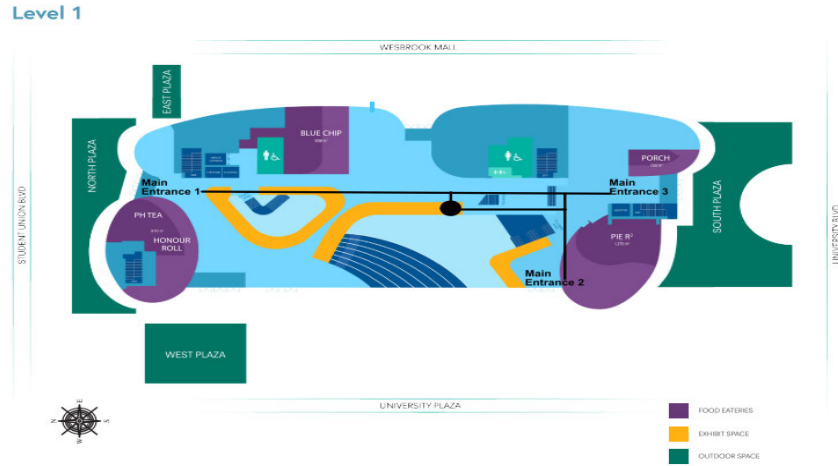 Level 1
WESBROOK MALL
EAST PLAZA
NORTH PLAZA
BLUE CHIP
PORCH
Main
Entrance 1
Main
Entrance 3
STUDENT UNION BLVD
PH TEA
HONOUR
ROLL
PIE R²
SOUTH PLAZA
UNIVERSITY BLVD
Main
Entrance 2
WEST PLAZA
UNIVERSITY PLAZA
N
E
S
W
FOOD EATERIES
EXHIBIT SPACE
OUTDOOR SPACE